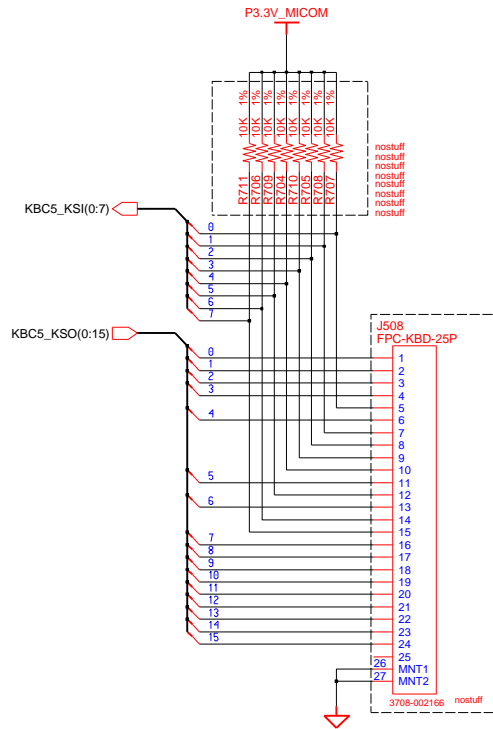 P3.3V_MICOM
10K 1%
10K 1%
10K 1%
10K 1%
10K 1%
10K 1%
10K 1%
10K 1%
R711
R706
R709
R704
R710
R705
R708
R707
nostuff
nostuff
nostuff
nostuff
nostuff
nostuff
nostuff
nostuff
KBC5_KSI(0:7)
0
1
2
3
4
5
6
7
KBC5_KSO(0:15)
0
1
2
3
4
5
6
7
8
9
10
11
12
13
14
15
J508
FPC-KBD-25P
1
2
3
4
5
6
7
8
9
10
11
12
13
14
15
16
17
18
19
20
21
22
23
24
25
26 MNT1
27 MNT2
3708-002166 nostuff